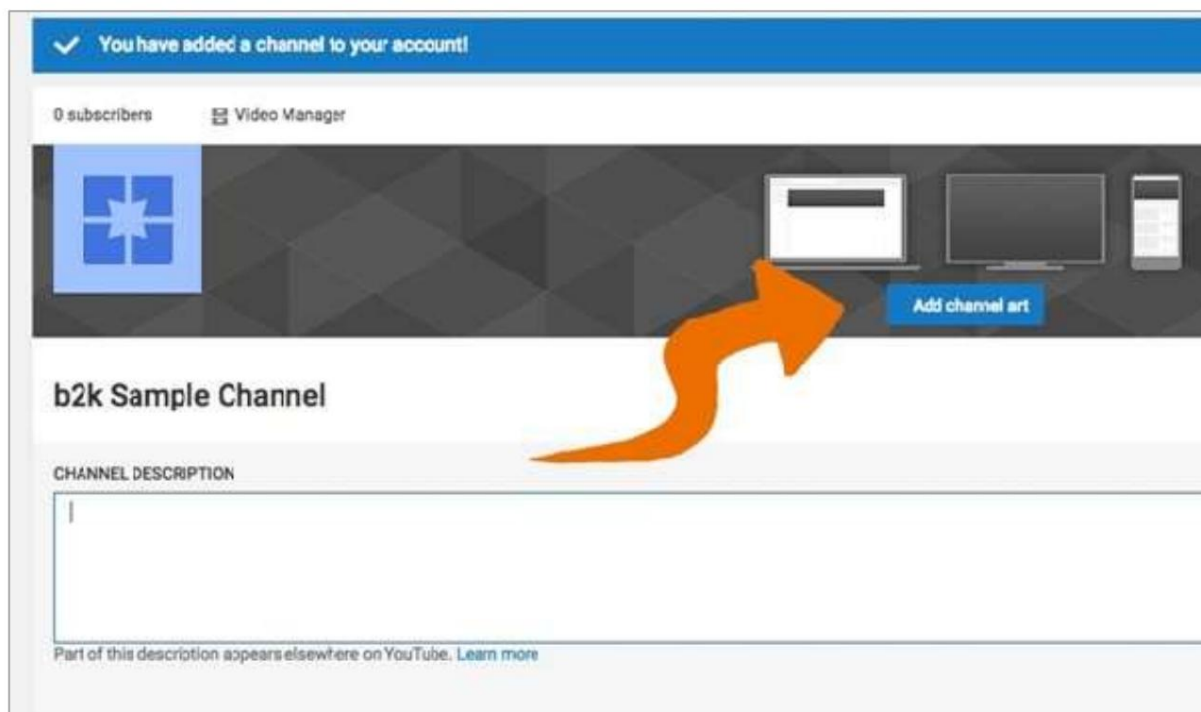 You have added a channel to your account!
0 subscribers Video Manager
Add channel art
b2k Sample Channel
CHANNEL DESCRIPTION
Part of this description appears elsewhere on YouTube. Learn more